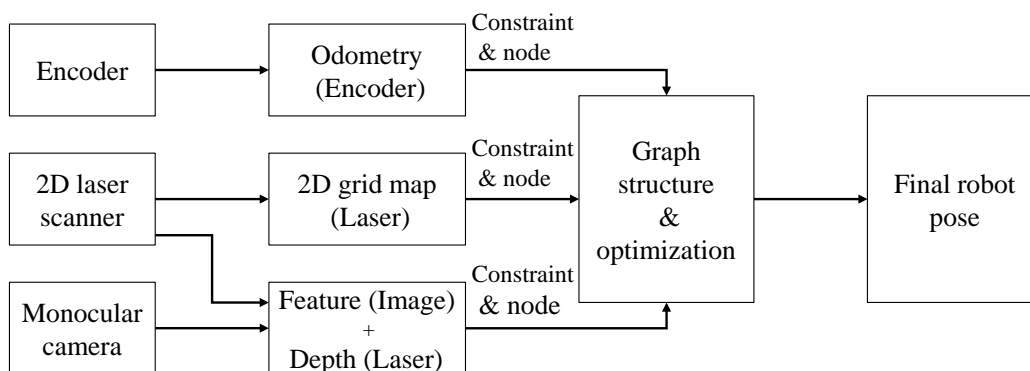 Encoder
Odometry
(Encoder)
Constraint
& node
2D laser
scanner
2D grid map
(Laser)
Constraint
& node
Monocular
camera
Feature (Image)
+
Depth (Laser)
Constraint
& node
Graph
structure
&
optimization
Final robot
pose